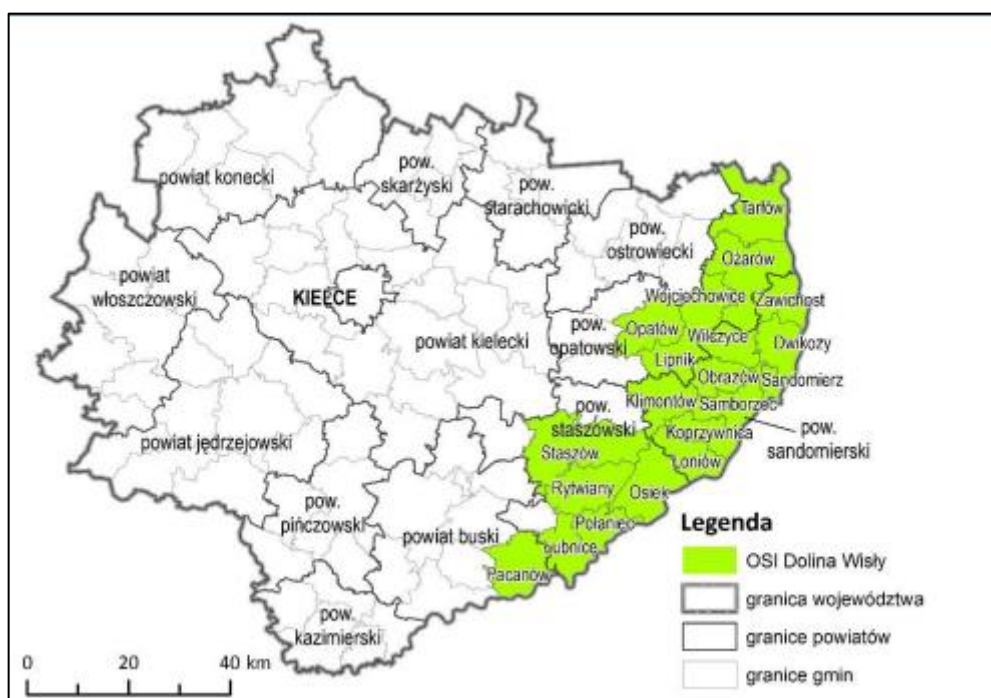 powiat konecki
pow.
skarżyski
pow.
starachowicki
pow.
ostrowiecki
Tarłów
Ożarów
powiat
włoszczowski
KIELCE
Wojciechowice
Zawichost
powiat kielecki
pow.
opatowski
Opatów
Wilczyce
Dwikozy
Lipnik
Obrazów
Sandomierz
pow.
staszowski
Klimontów
Samborzec
Koprzywnica
pow.
sandomierski
powiat jędrzejowski
Staszów
Łoniów
Rytwiany
Osiek
pow.
pińczowski
powiat buski
Połaniec
Łubnice
Pacanów
pow.
kazimierski
Legenda
OSI Dolina Wisły
granica województwa
granice powiatów
granice gmin
0 20 40 km